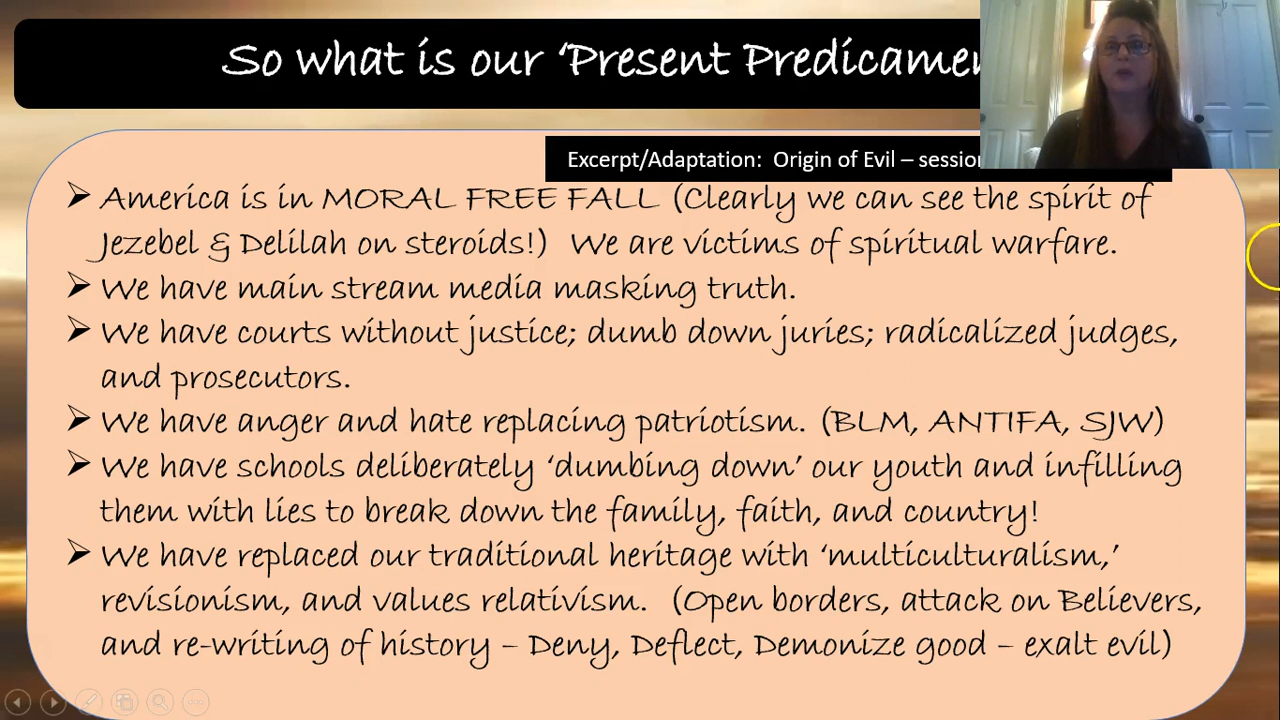 So what is our ‘Present
Excerpt/Adaptation: Origin of Evil –
➢ America is in MORAL FREE FALL (Clearly we can see the spirit of
Jezebel & Delilah on steroids!) We are victims of spiritual warfare.
➢ We have main stream media masking truth.
➢ We have courts without justice; dumb down juries; radicalized judges,
and prosecutors.
➢ We have anger and hate replacing patriotism. (BLM, ANTIFA, SJW)
➢ We have schools deliberately ‘dumbing down’ our youth and infilling
them with lies to break down the family, faith, and country!
➢ We have replaced our traditional heritage with ‘multiculturalism,’
revisionism, and values relativism. (Open borders, attack on Believers,
and re-writing of history – Deny, Deflect, Demonize good – exalt evil)